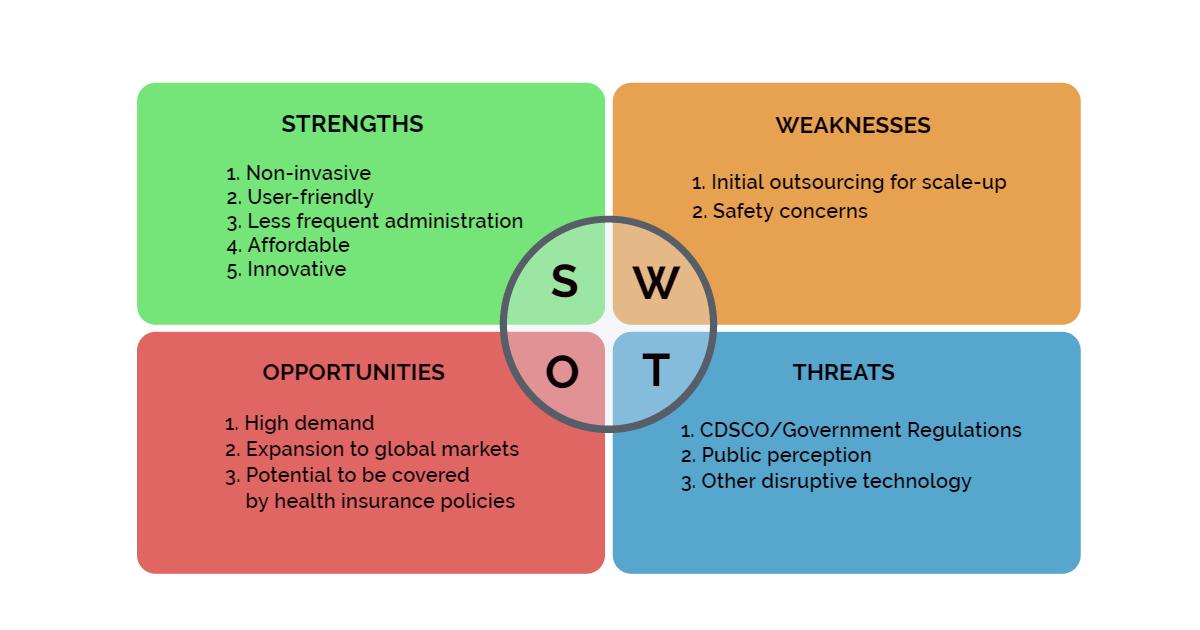 STRENGTHS
1. Non-invasive
2. User-friendly
3. Less frequent administration
4. Affordable
5. Innovative
WEAKNESSES
1. Initial outsourcing for scale-up
2. Safety concerns
S
W
O
T
OPPORTUNITIES
1. High demand
2. Expansion to global markets
3. Potential to be covered
by health insurance policies
THREATS
1. CDSCO/Government Regulations
2. Public perception
3. Other disruptive technology